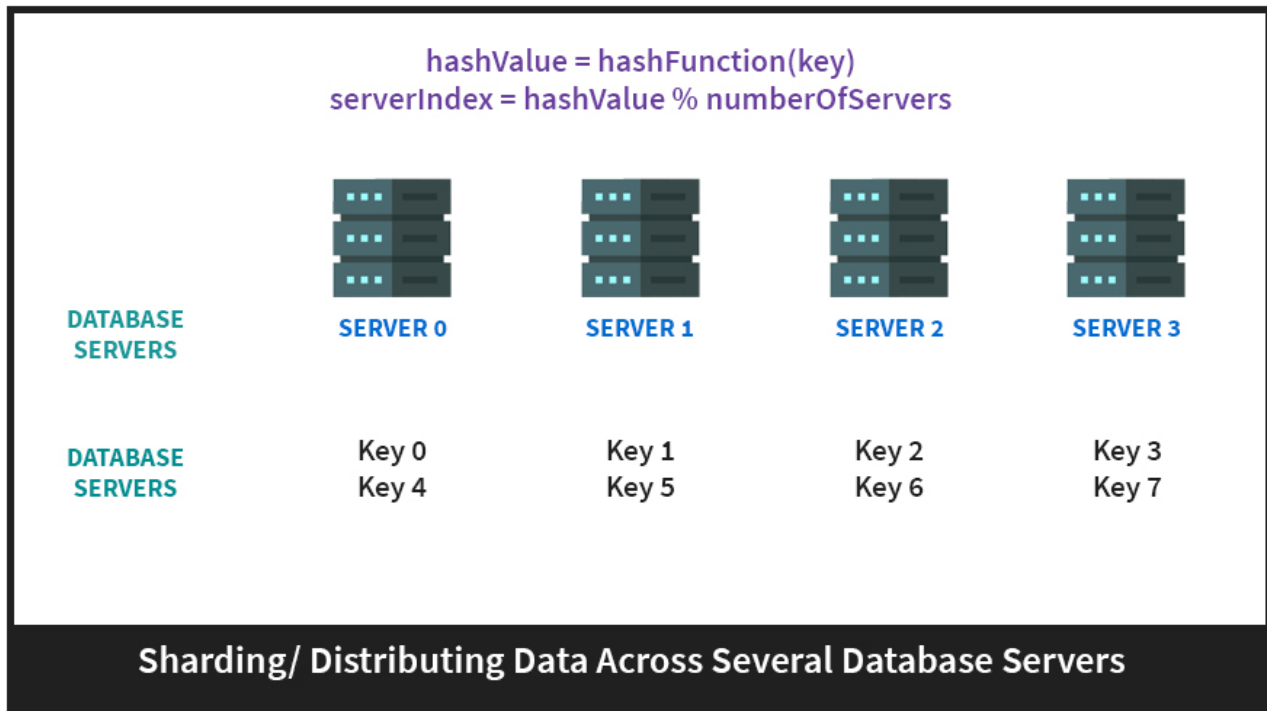 hashValue = hashFunction(key)
serverIndex = hashValue % numberOfServers
DATABASE
SERVERS
SERVER 0
SERVER 1
SERVER 2
SERVER 3
DATABASE
SERVERS
Key 0
Key 1
Key 2
Key 3
Key 4
Key 5
Key 6
Key 7
Sharding/ Distributing Data Across Several Database Servers